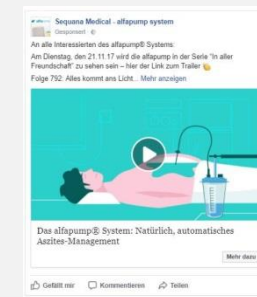 Sequana Medical - alfapump system
Gesponsert
An alle Interessierten des alfapump® Systems
Am Dienstag, den 21.11.17 wird die alfapump in der Serie "In aller
Freundschaft" zu sehen sein – hier der Link zum Trailer
Folge 792: Alles kommt ans Licht... Mehr anzeigen
Das alfapump® System: Natürlich, automatisches
Aszites-Management
Mehr dazu
Gefällt mir Kommentieren Teilen